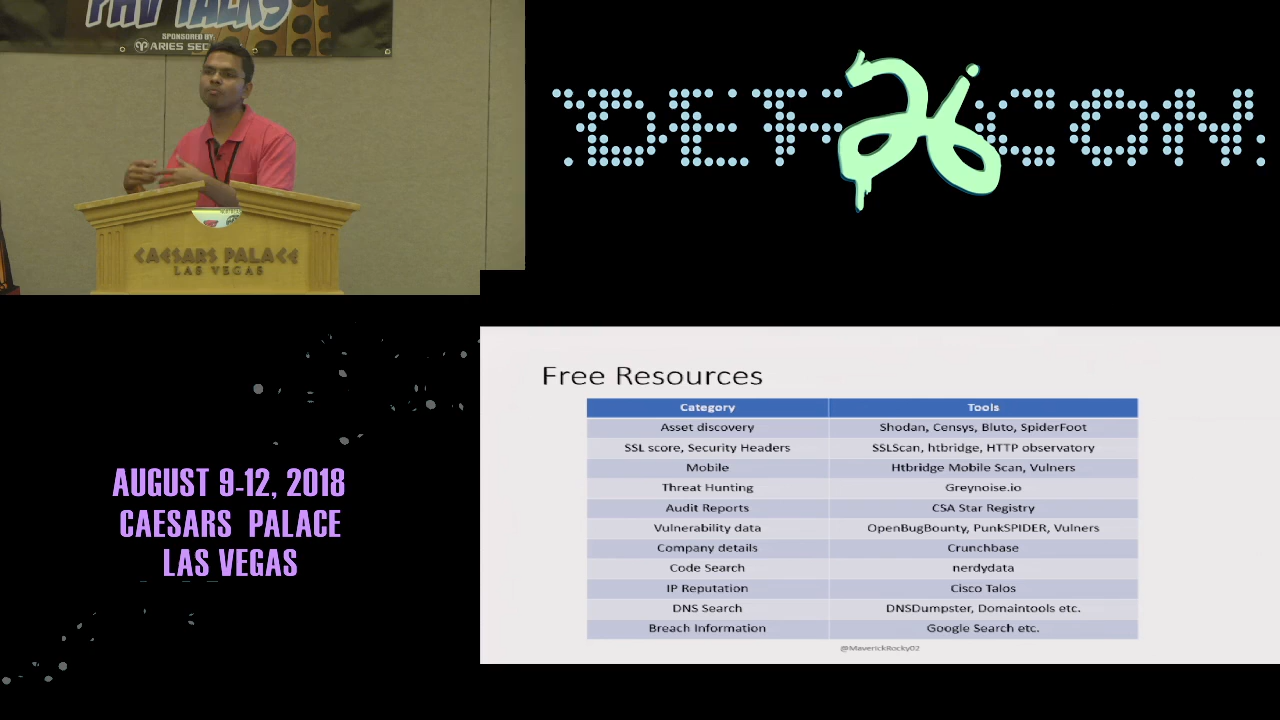 PHV TALKS
SPONSORED BY:
ARIES SEC
CAESARS PALACE
LAS VEGAS
DEF 26 CON
AUGUST 9-12, 2018
CAESARS PALACE
LAS VEGAS
Free Resources
Category Tools
Asset discovery Shodan, Censys, Bluto, SpiderFoot
SSL score, Security Headers SSLScan, htbridge, HTTP observatory
Mobile Htbridge Mobile Scan, Vulners
Threat Hunting Greynoise.io
Audit Reports CSA Star Registry
Vulnerability data OpenBugBounty, PunkSPIDER, Vulners
Company details Crunchbase
Code Search nerdydata
IP Reputation Cisco Talos
DNS Search DNSDumpster, Domaintools etc.
Breach Information Google Search etc.
@MaverickRocky02